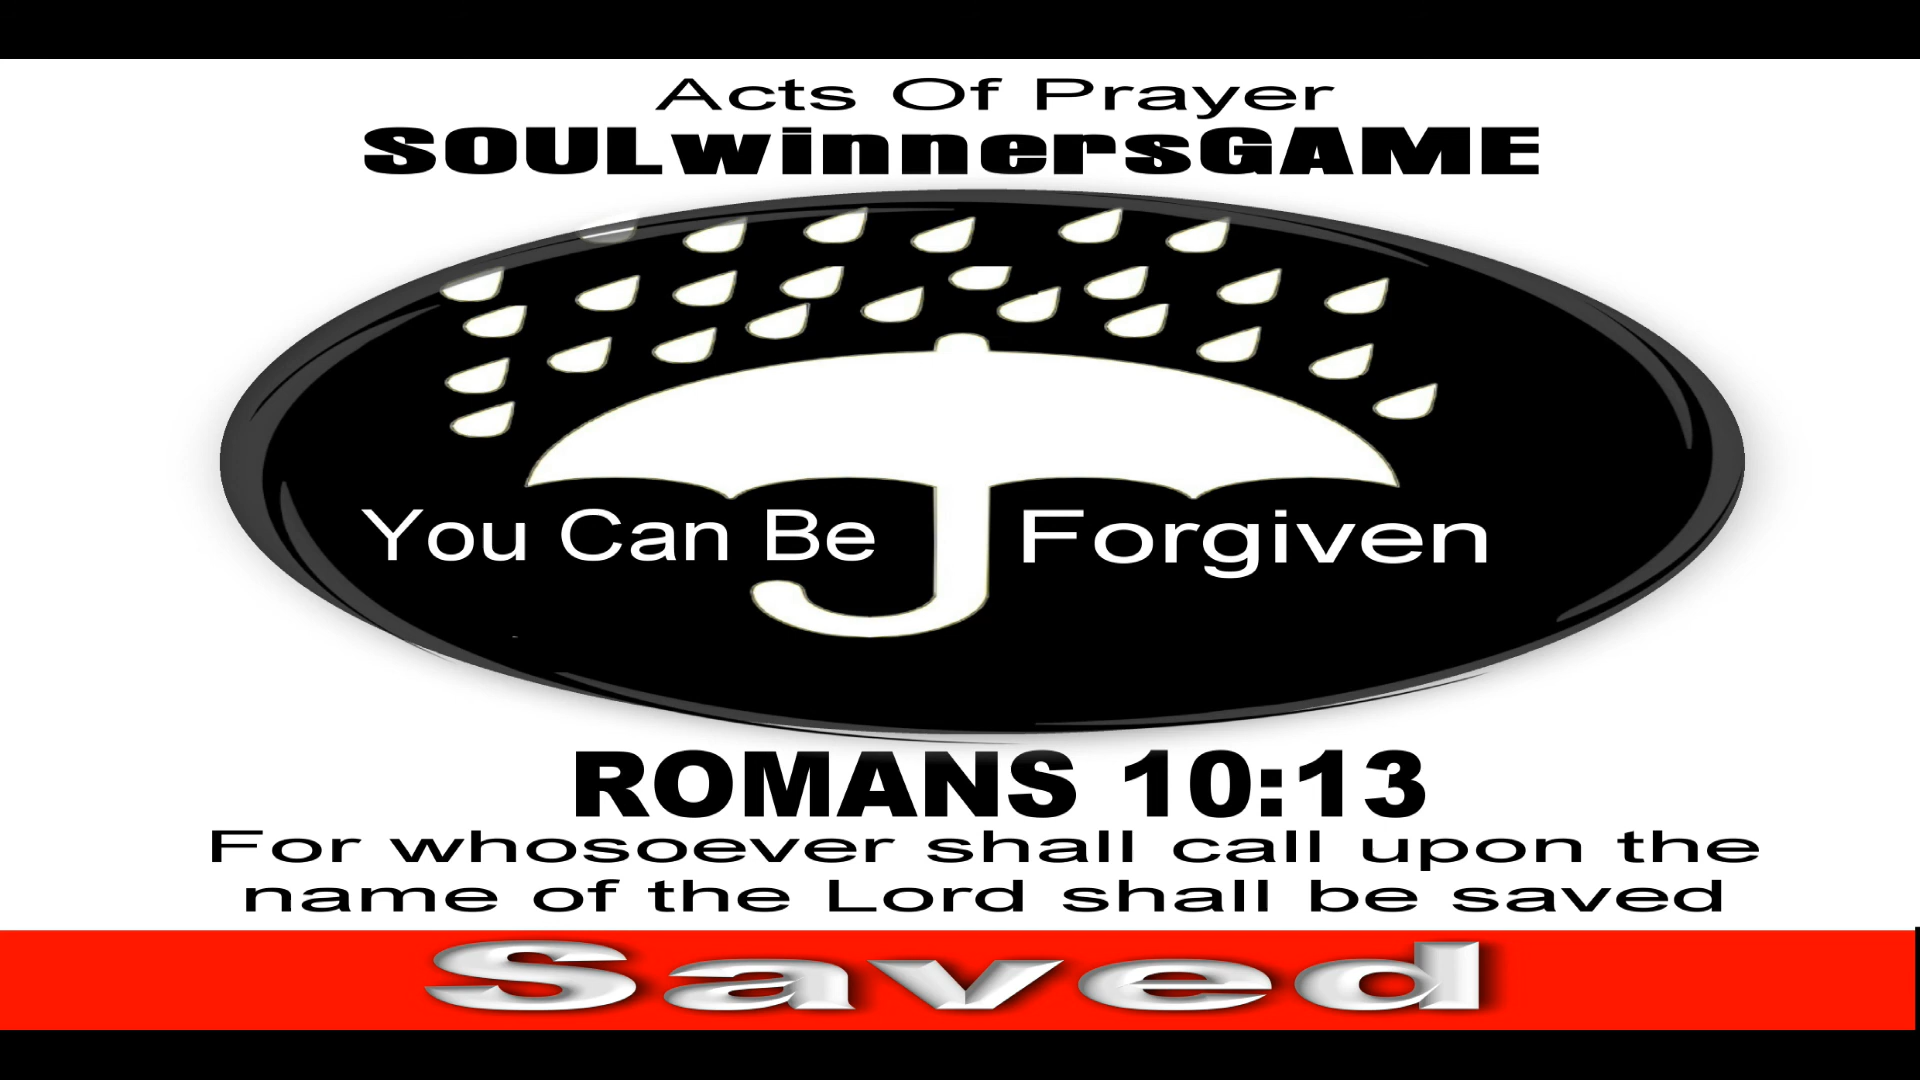 Acts Of Prayer
SOULwinnersGAME
You Can Be Forgiven
ROMANS 10:13
For whosoever shall call upon the
name of the Lord shall be saved
Saved